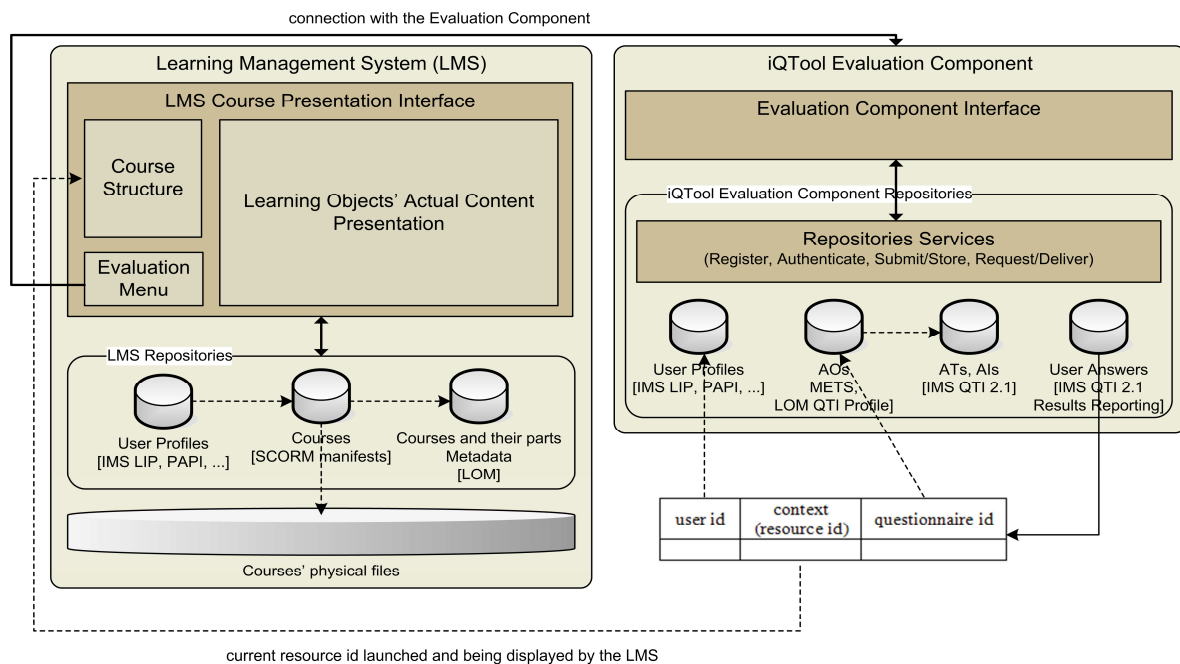 connection with the Evaluation Component
Learning Management System (LMS)
LMS Course Presentation Interface
Course
Structure
Learning Objects’ Actual Content
Presentation
Evaluation
Menu
LMS Repositories
User Profiles
[IMS LIP, PAPI, ...]
Courses
[SCORM manifests]
Courses and their parts
Metadata
[LOM]
Courses’ physical files
iQTool Evaluation Component
Evaluation Component Interface
iQTool Evaluation Component Repositories
Repositories Services
(Register, Authenticate, Submit/Store, Request/Deliver)
User Profiles
[IMS LIP, PAPI, ...]
AOs
METS,
LOM QTI Profile]
ATs, AIs
[IMS QTI 2.1]
User Answers
[IMS QTI 2.1
Results Reporting]
user id
context
(resource id)
questionnaire id
current resource id launched and being displayed by the LMS